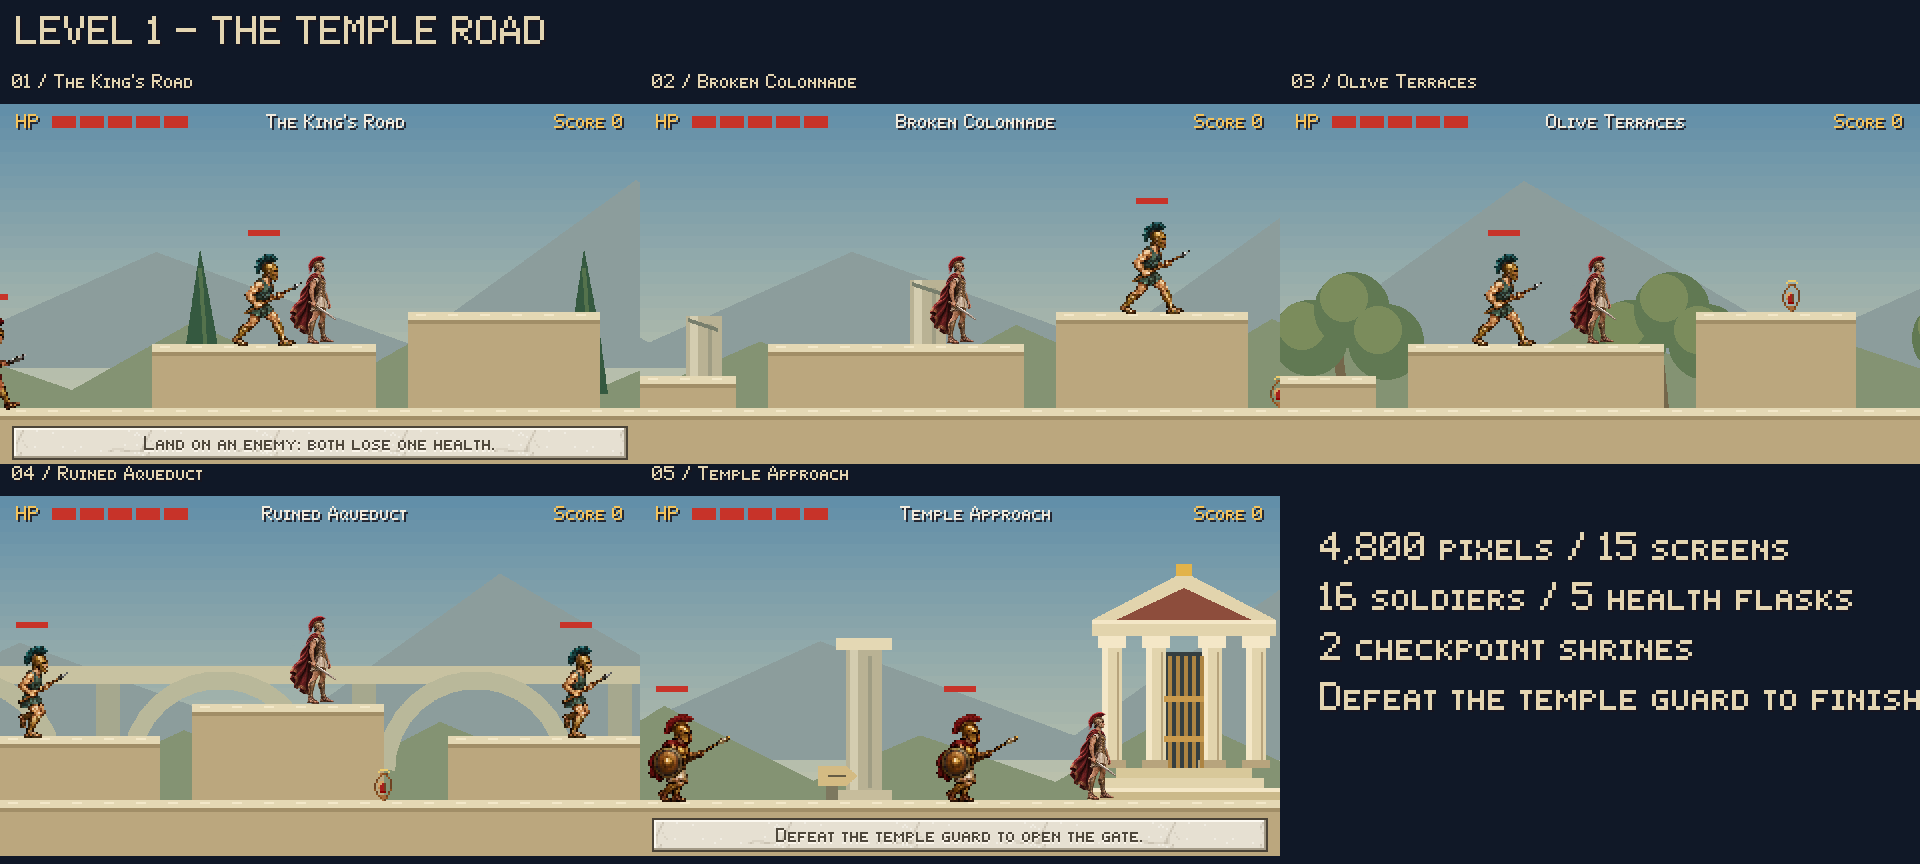 LEVEL 1 – THE TEMPLE ROAD
01 / The King's Road
02 / Broken Colonnade
03 / Olive Terraces
HP
The King's Road
Score 0
HP
Broken Colonnade
Score 0
HP
Olive Terraces
Score 0
Land on an enemy: both lose one health.
04 / Ruined Aqueduct
05 / Temple Approach
HP
Ruined Aqueduct
Score 0
HP
Temple Approach
Score 0
4,800 pixels / 15 screens
16 soldiers / 5 health flasks
2 checkpoint shrines
Defeat the temple guard to finish
Defeat the temple guard to open the gate.